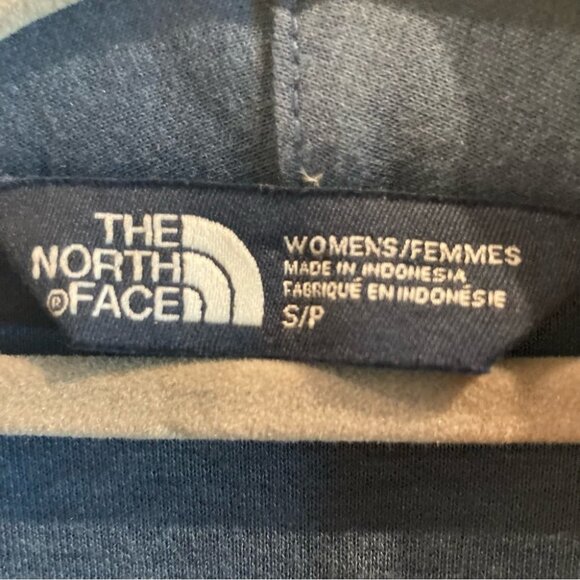 THE
NORTH
®FACE
WOMENS/FEMMES
MADE IN INDONESIA
FABRIQUÉ EN INDONÉSIE
S/P